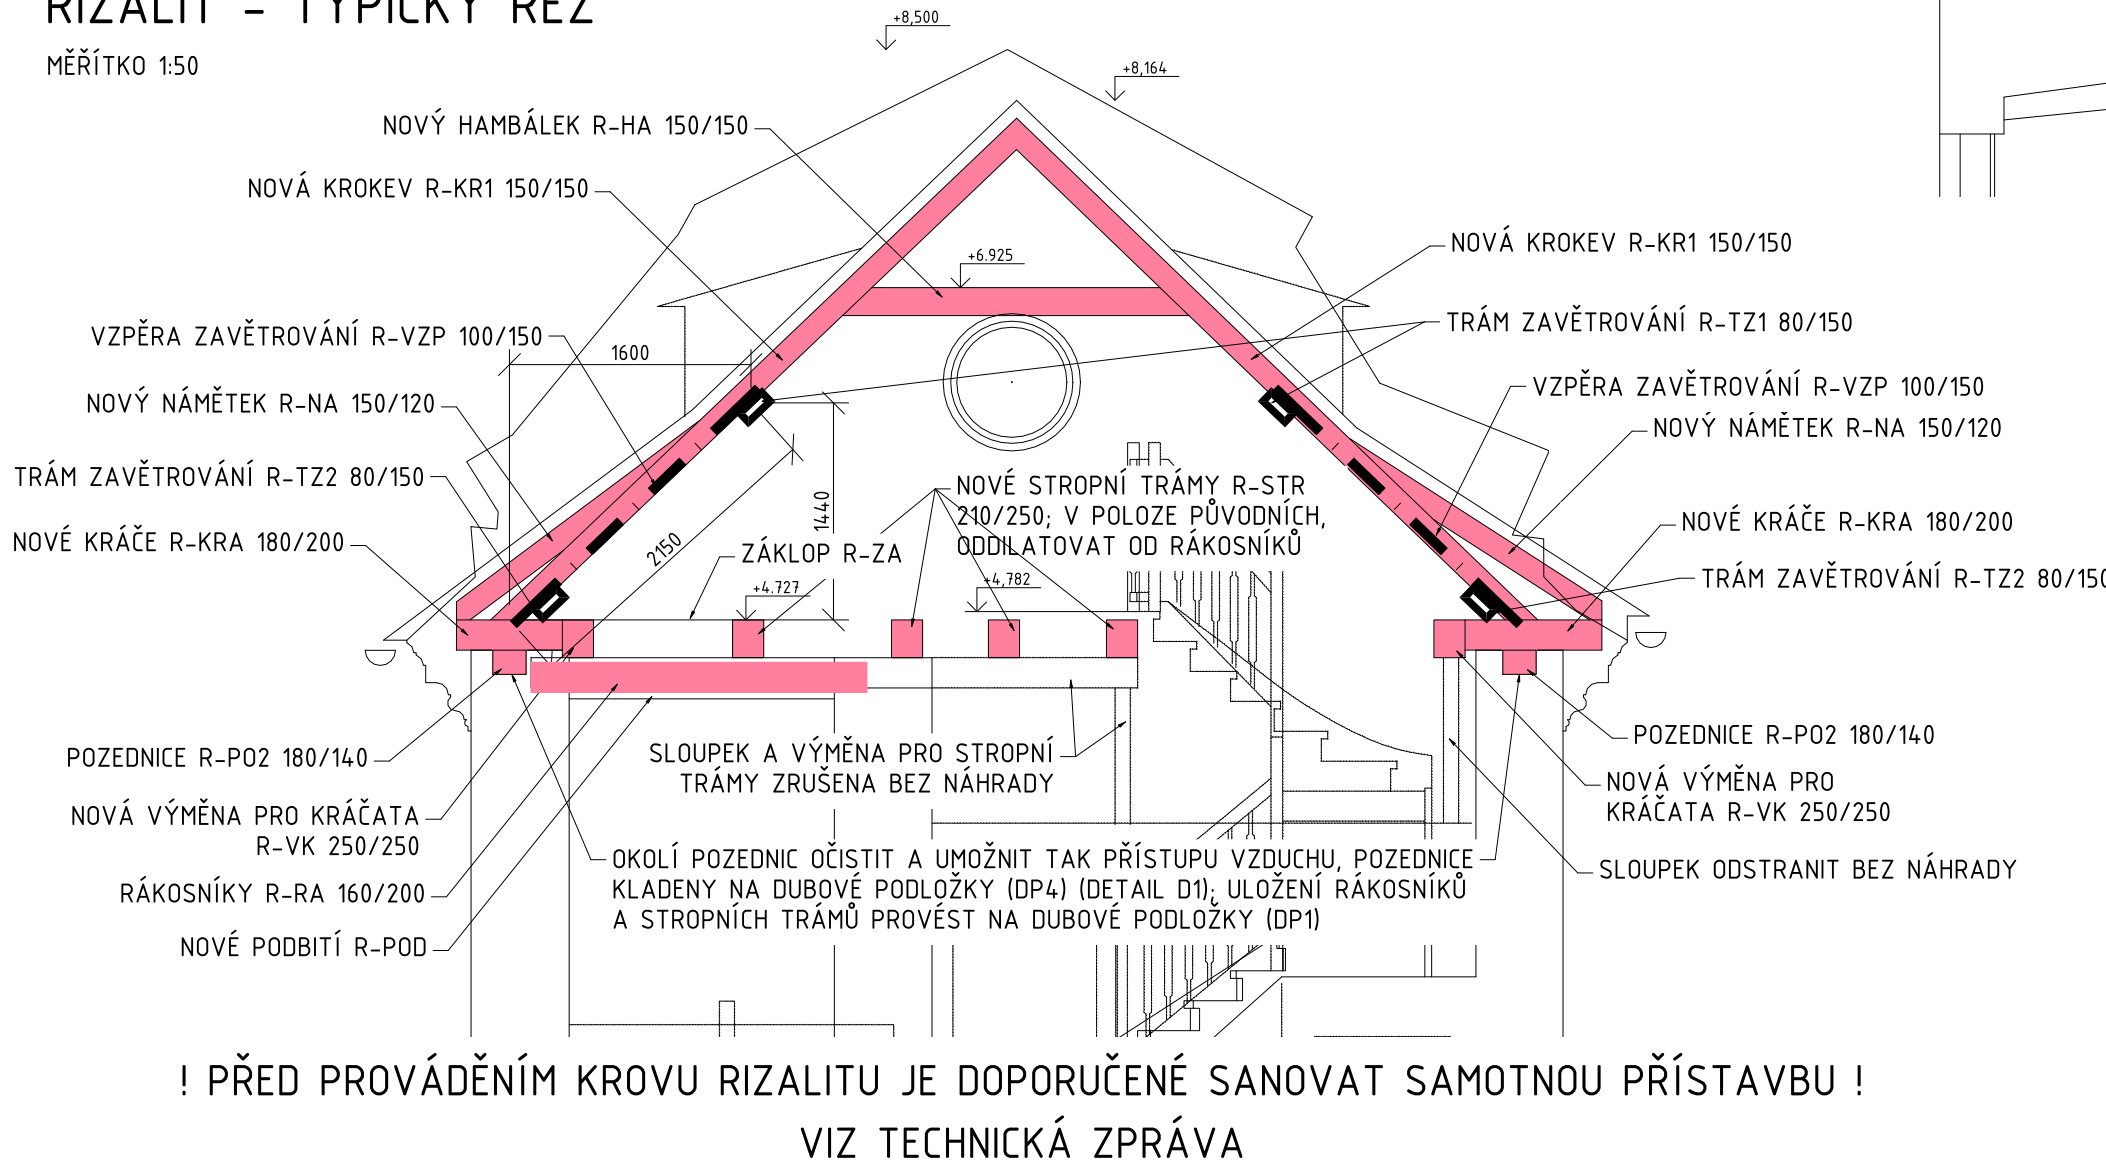 RIZALIT - TYPICKÝ ŘEZ
MĚŘÍTKO 1:50
+8,500
+8,164
NOVÝ HAMBÁLEK R-HA 150/150
NOVÁ KROKEV R-KR1 150/150
+6.925
NOVÁ KROKEV R-KR1 150/150
VZPĚRA ZAVĚTROVÁNÍ R-VZP 100/150
1600
TRÁM ZAVĚTROVÁNÍ R-TZ1 80/150
NOVÝ NÁMĚTEK R-NA 150/120
VZPĚRA ZAVĚTROVÁNÍ R-VZP 100/150
NOVÝ NÁMĚTEK R-NA 150/120
TRÁM ZAVĚTROVÁNÍ R-TZ2 80/150
1440
2150
NOVÉ STROPNÍ TRÁMY R-STR
210/250; V POLOZE PŮVODNÍCH,
ODDILATOVAT OD RÁKOSNÍKŮ
NOVÉ KRÁČE R-KRA 180/200
ZÁKLOP R-ZA
NOVÉ KRÁČE R-KRA 180/200
+4.727
+4,782
TRÁM ZAVĚTROVÁNÍ R-TZ2 80/150
POZEDNICE R-PO2 180/140
SLOUPEK A VÝMĚNA PRO STROPNÍ
TRÁMY ZRUŠENA BEZ NÁHRADY
POZEDNICE R-PO2 180/140
NOVÁ VÝMĚNA PRO
KRÁČATA R-VK 250/250
NOVÁ VÝMĚNA PRO KRÁČATA
R-VK 250/250
OKOLÍ POZEDNIC OČISTIT A UMOŽNIT TAK PŘÍSTUPU VZDUCHU, POZEDNICE
KLADENY NA DUBOVÉ PODLOŽKY (DP4) (DETAIL D1); ULOŽENÍ RÁKOSNÍKŮ
A STROPNÍCH TRÁMŮ PROVÉST NA DUBOVÉ PODLOŽKY (DP1)
SLOUPEK ODSTRANIT BEZ NÁHRADY
RÁKOSNÍKY R-RA 160/200
NOVÉ PODBITÍ R-POD
! PŘED PROVÁDĚNÍM KROVU RIZALITU JE DOPORUČENÉ SANOVAT SAMOTNOU PŘÍSTAVBU !
VIZ TECHNICKÁ ZPRÁVA